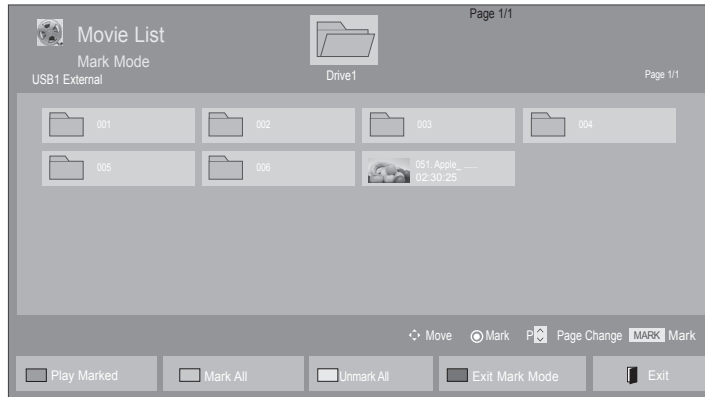 Page 1/1
Movie List
Mark Mode
USB1 External
Drive1
Page 1/1
001
002
003
004
005
006
051. Apple_ ......
02:30:25
Move
Mark
P
Page Change
MARK Mark
Play Marked
Mark All
Unmark All
Exit Mark Mode
Exit